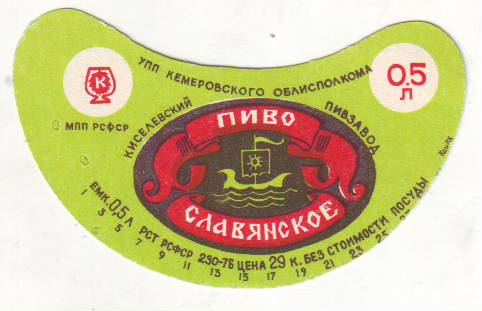 УПП КЕМЕРОВСКОГО ОБЛИСПОЛКОМА
К
МПП РСФСР
0.5
Л
КИСЕЛЕВСКИЙ ПИВЗАВОД
ПИВО
СЛАВЯНСКОЕ
ЕМК. 0,5 Л РСТ РСФСР 230-75 ЦЕНА 29 К. БЕЗ СТОИМОСТИ ПОСУДЫ
1 3 5 7 9 11 13 15 17 19 21 23 25